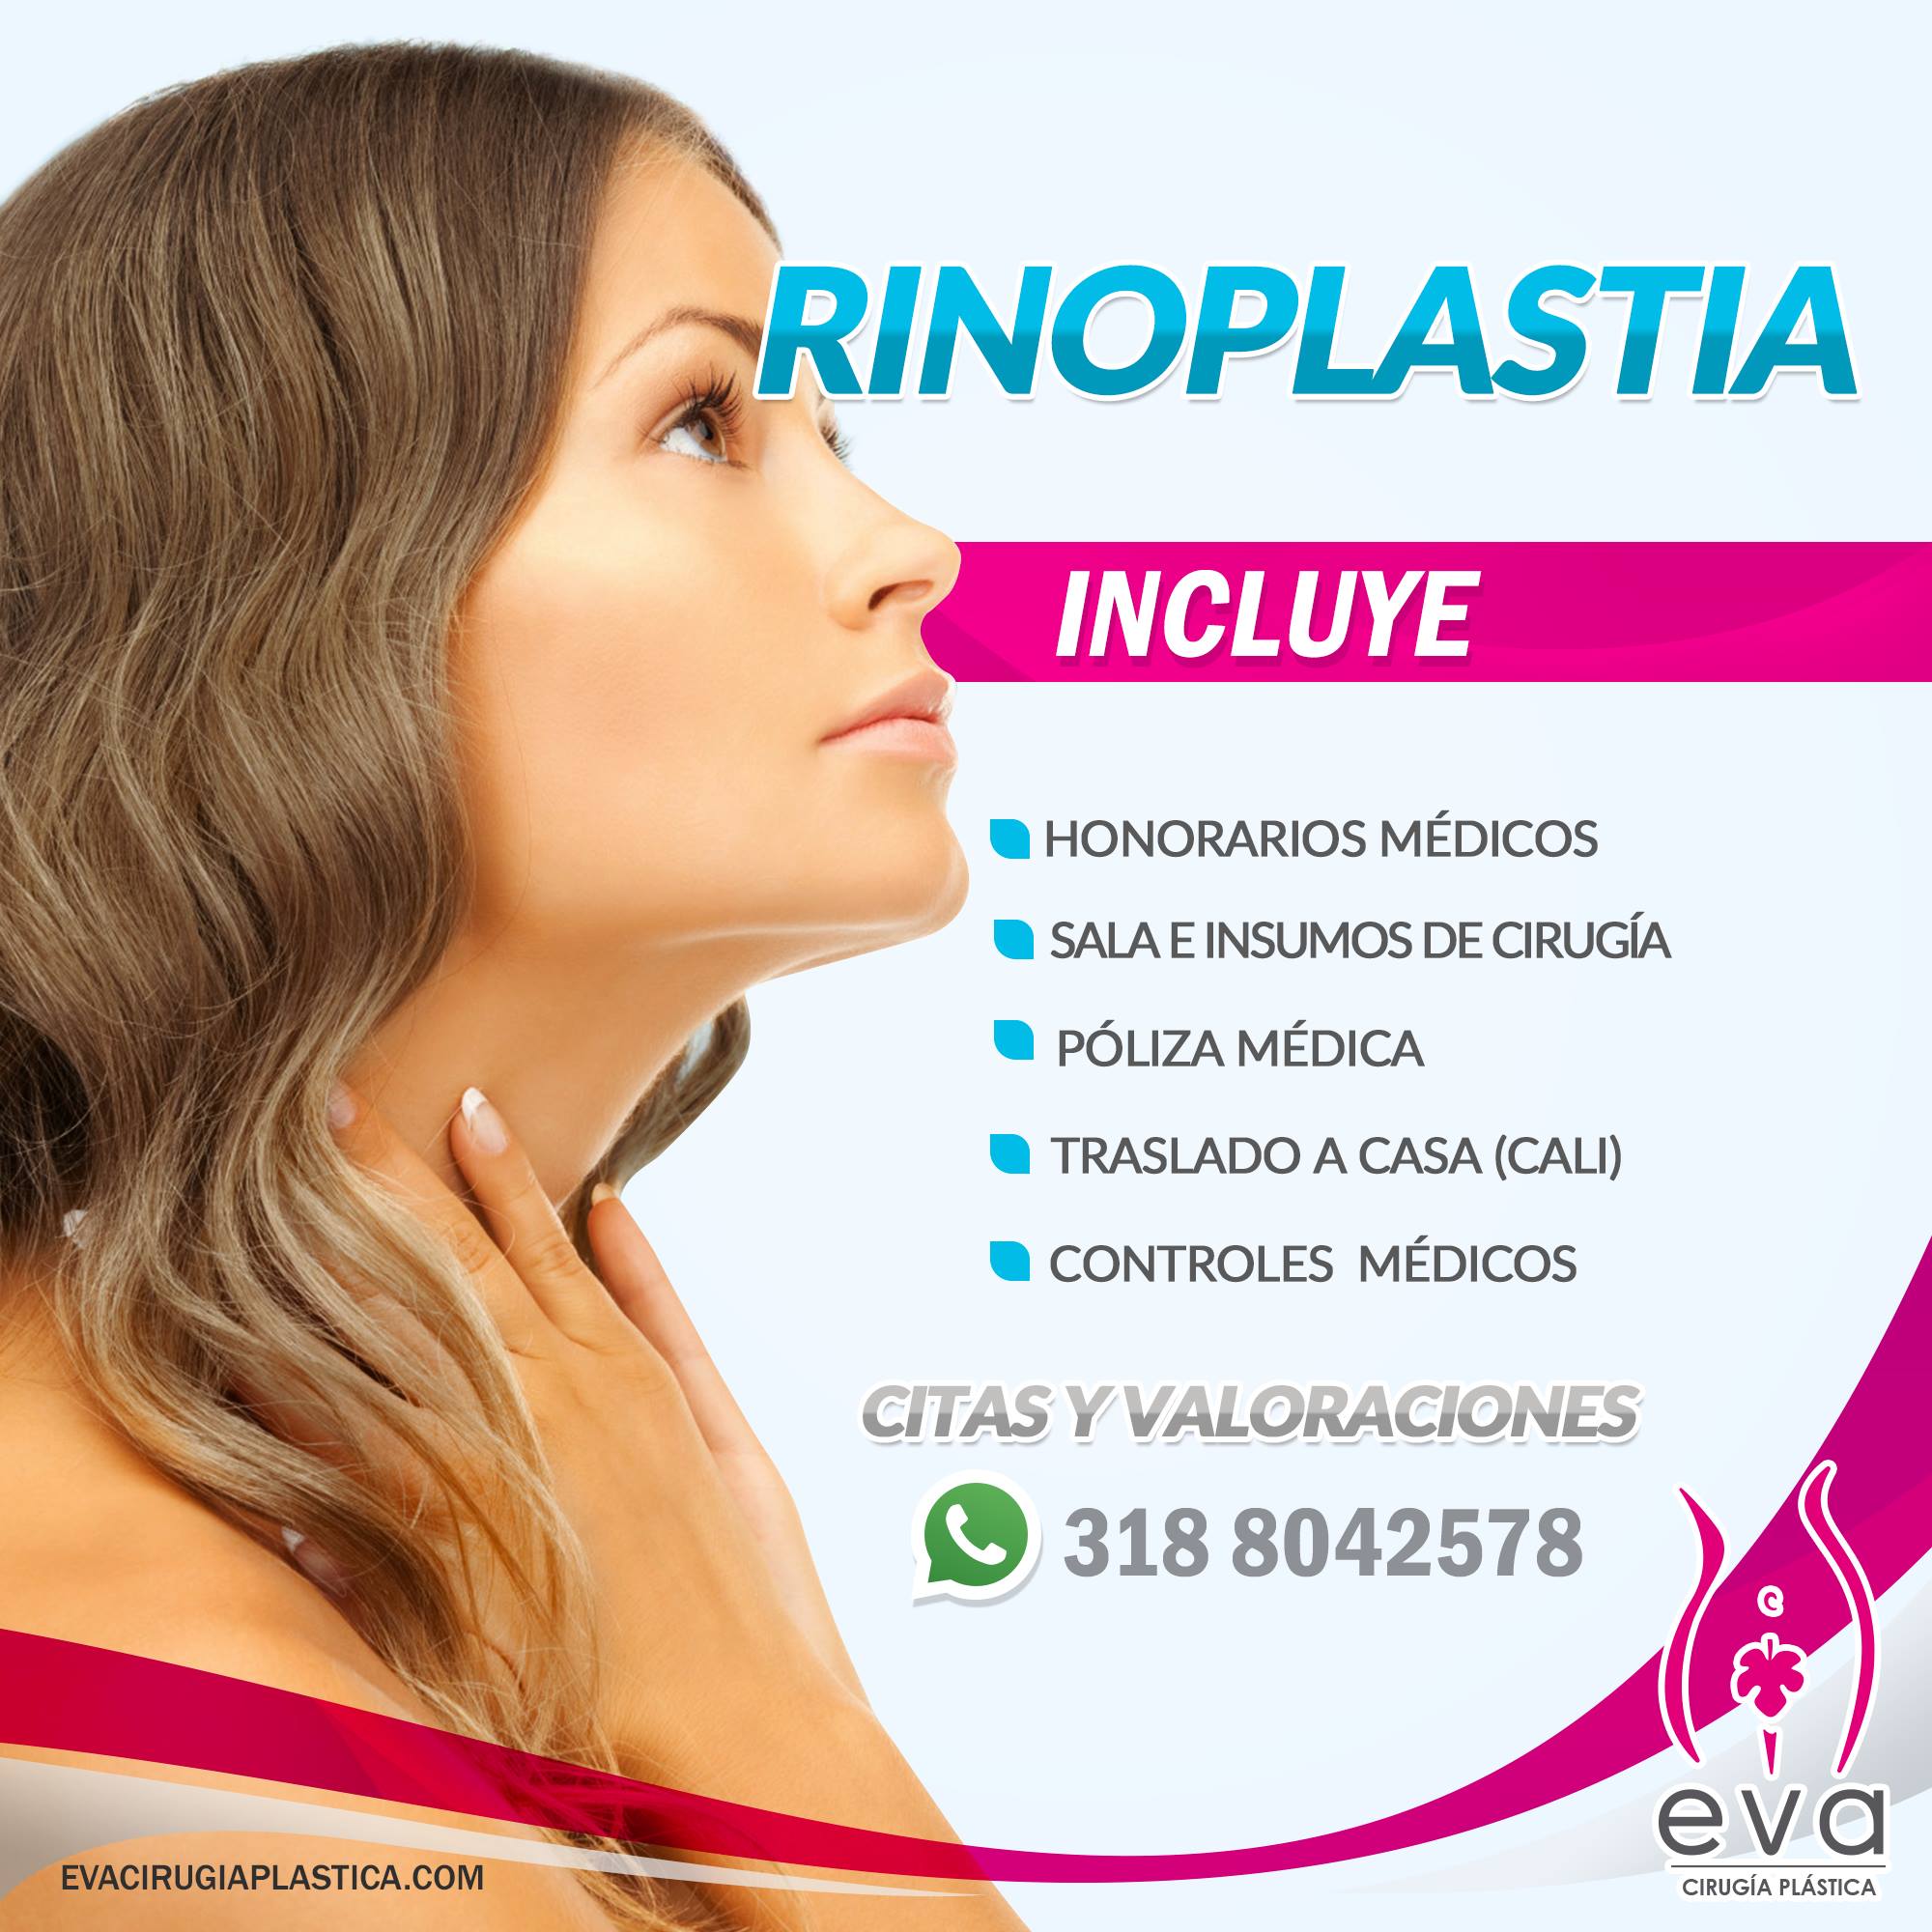 RINOPLASTIA
INCLUYE
HONORARIOS MÉDICOS
SALA E INSUMOS DE CIRUGÍA
PÓLIZA MÉDICA
TRASLADO A CASA (CALI)
CONTROLES MÉDICOS
CITAS Y VALORACIONES
318 8042578
eva
CIRUGÍA PLÁSTICA
EVACIRUGIAPLASTICA.COM